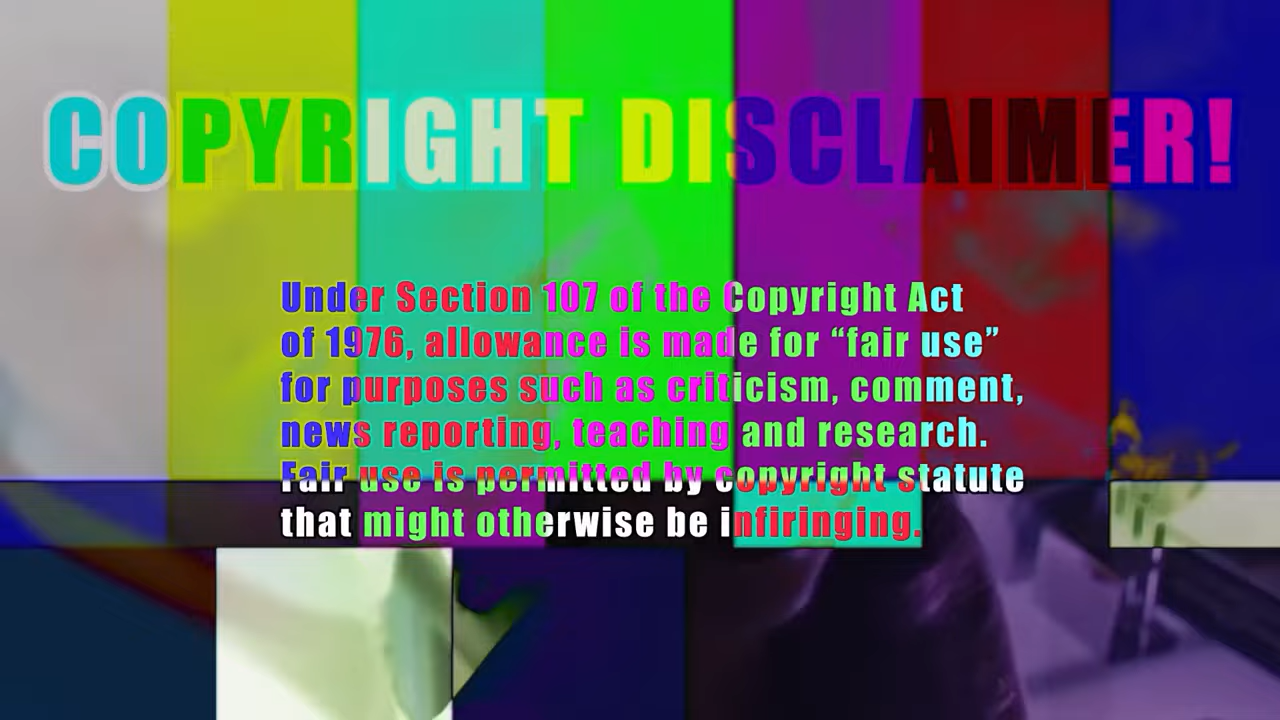 COPYRIGHT DISCLAIMER!
Under Section 107 of the Copyright Act
of 1976, allowance is made for “fair use”
for purposes such as criticism, comment,
news reporting, teaching and research.
Fair use is permitted by copyright statute
that might otherwise be infiringing.